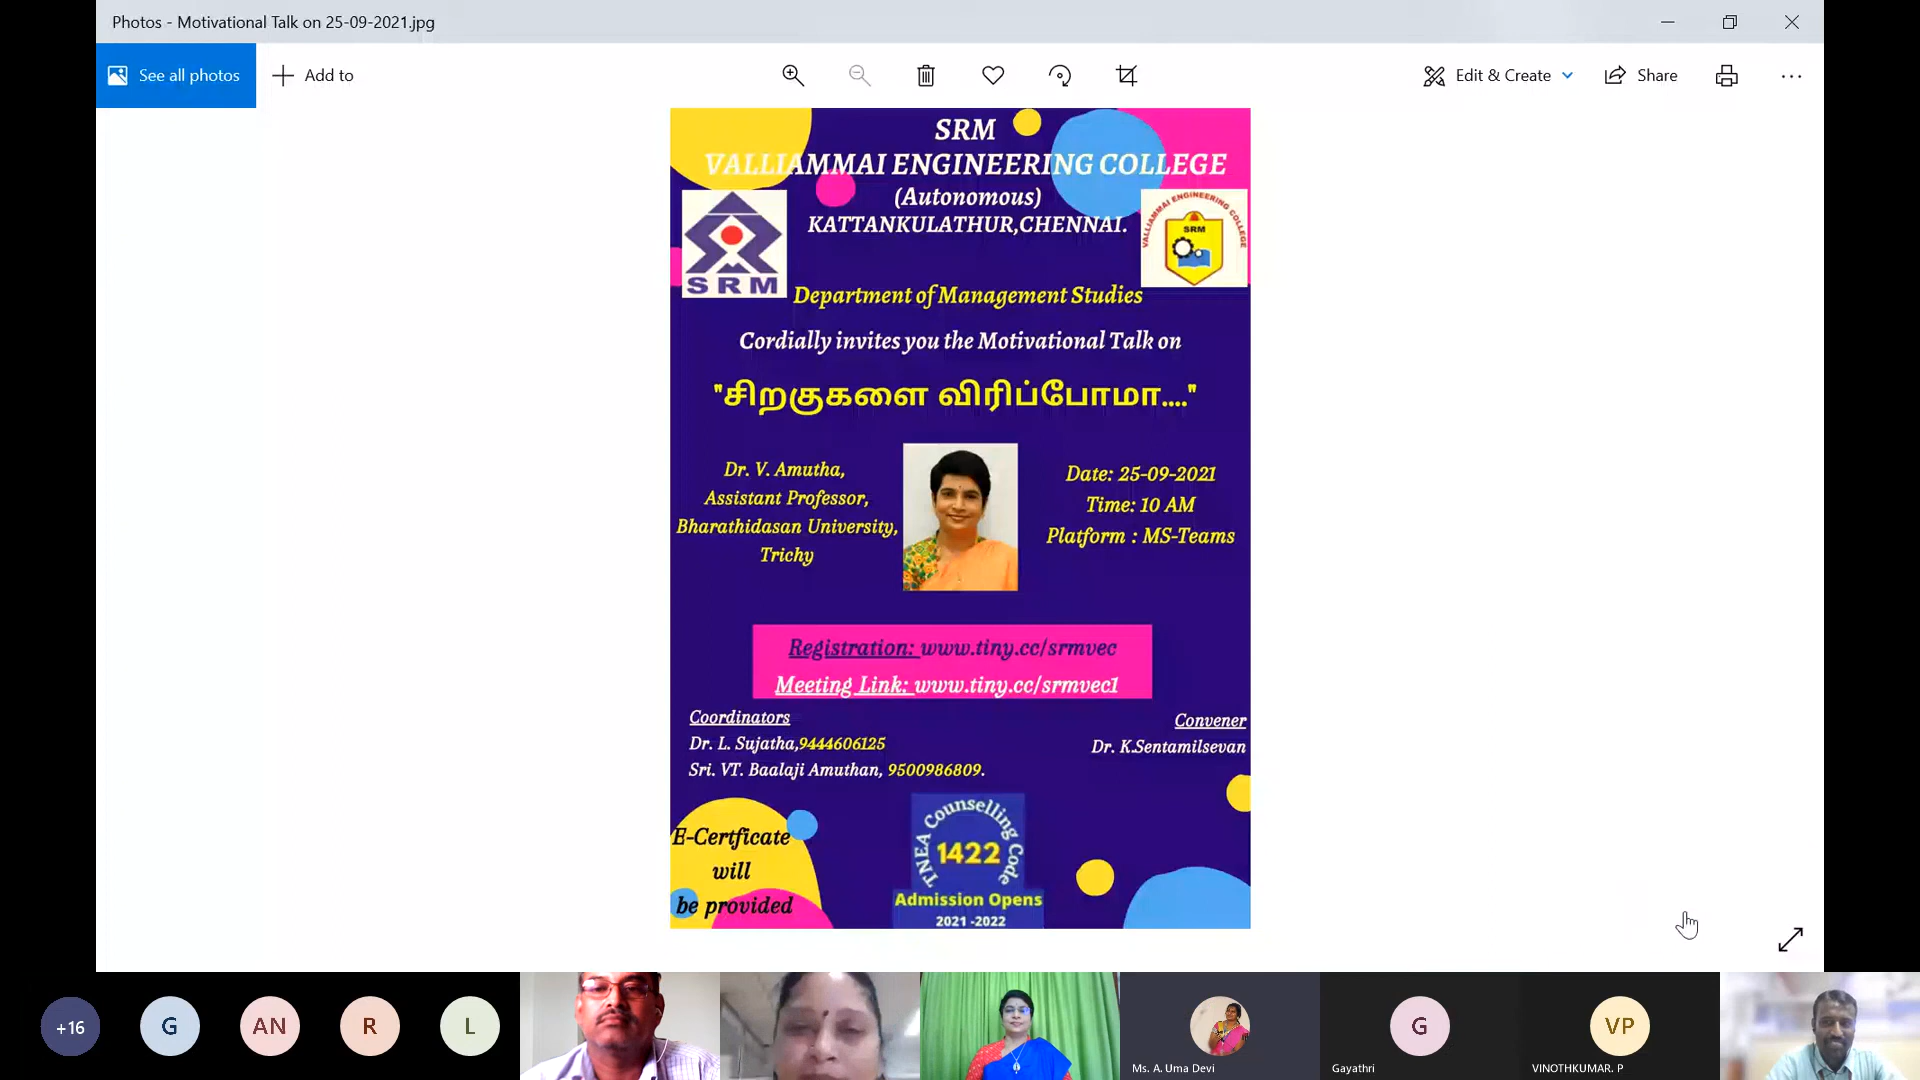 Photos - Motivational Talk on 25-09-2021.jpg
See all photos
Add to
Edit & Create
Share
SRM
VALLIAMMAI ENGINEERING COLLEGE
(Autonomous)
KATTANKULATHUR,CHENNAI.
SRM
VALLIAMMAI ENGINEERING COLLEGE
SRM
Department of Management Studies
Cordially invites you the Motivational Talk on
"சிறகுகளை விரிப்போமா...."
Dr. V. Amutha,
Assistant Professor,
Bharathidasan University,
Trichy
Date: 25-09-2021
Time: 10 AM
Platform : MS-Teams
Registration: www.tiny.cc/srmvec
Meeting Link: www.tiny.cc/srmvec1
Coordinators
Dr. L. Sujatha,9444606125
Sri. VT. Baalaji Amuthan, 9500986809.
Convener
Dr. K.Sentamilsevan
E-Certficate
will
be provided
TNEA Counselling Code
1422
Admission Opens
2021 -2022
+16
G
AN
R
L
Ms. A. Uma Devi
G
Gayathri
VP
VINOTHKUMAR. P